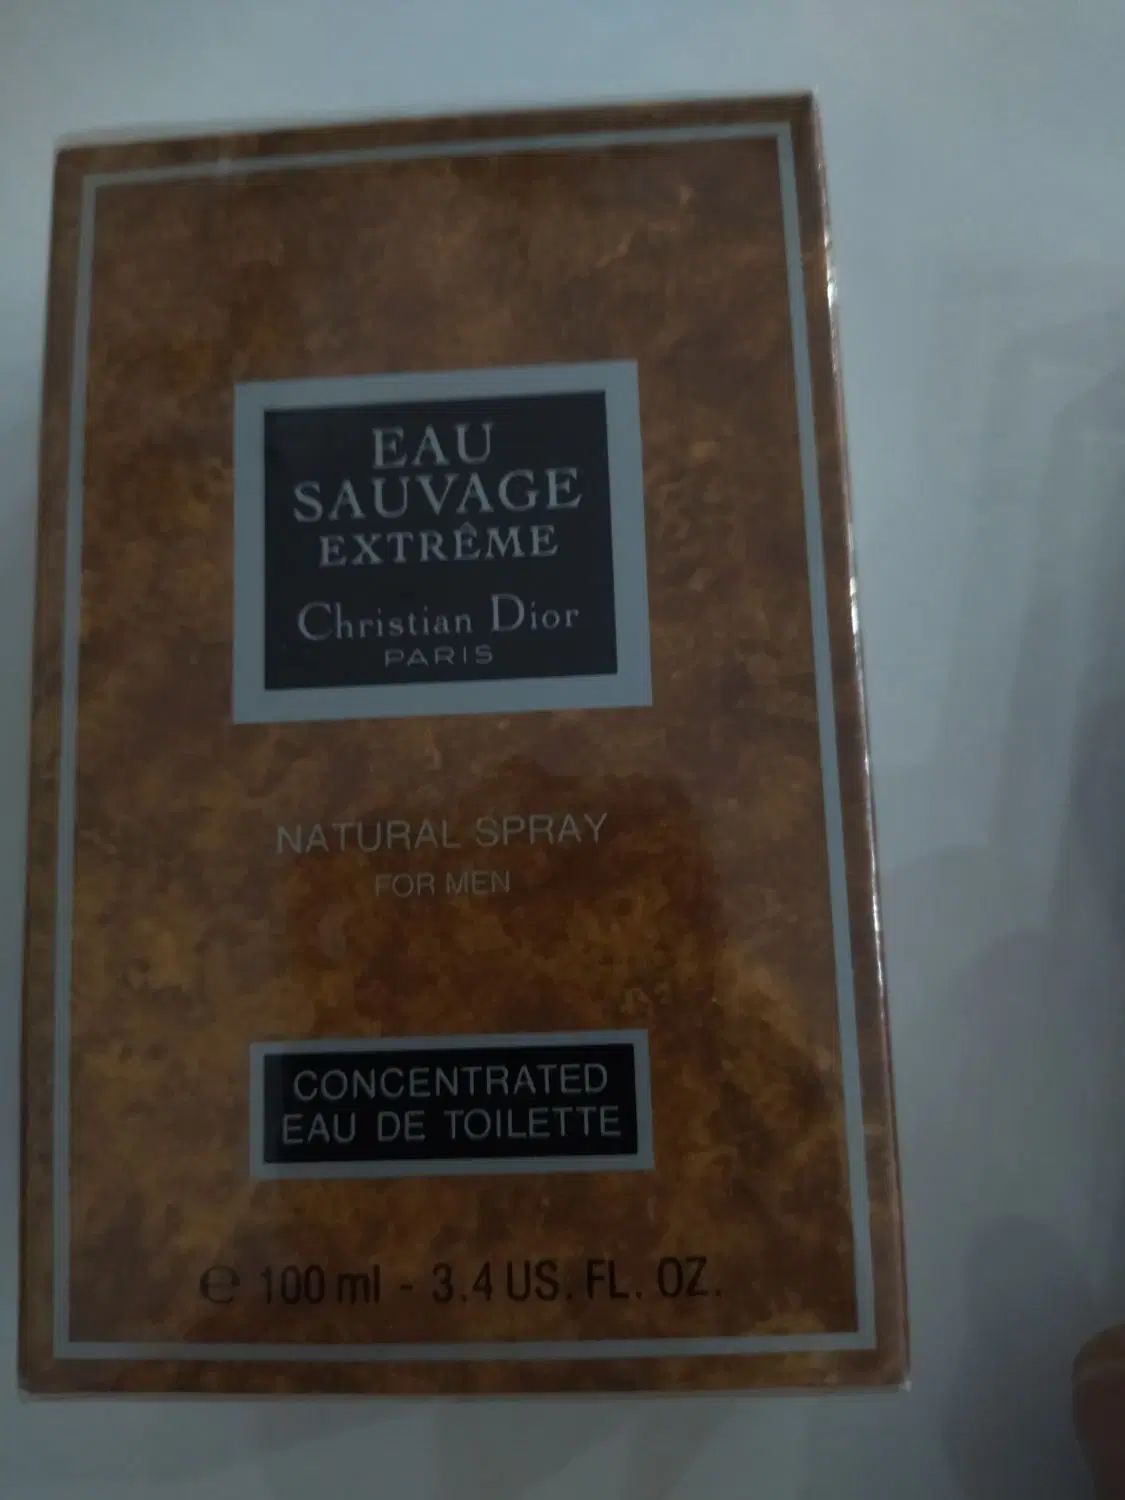 EAU
SAUVAGE
EXTRÊME
Christian Dior
PARIS
NATURAL SPRAY
FOR MEN
CONCENTRATED
EAU DE TOILETTE
℮ 100 ml - 3.4 US. FL. OZ.